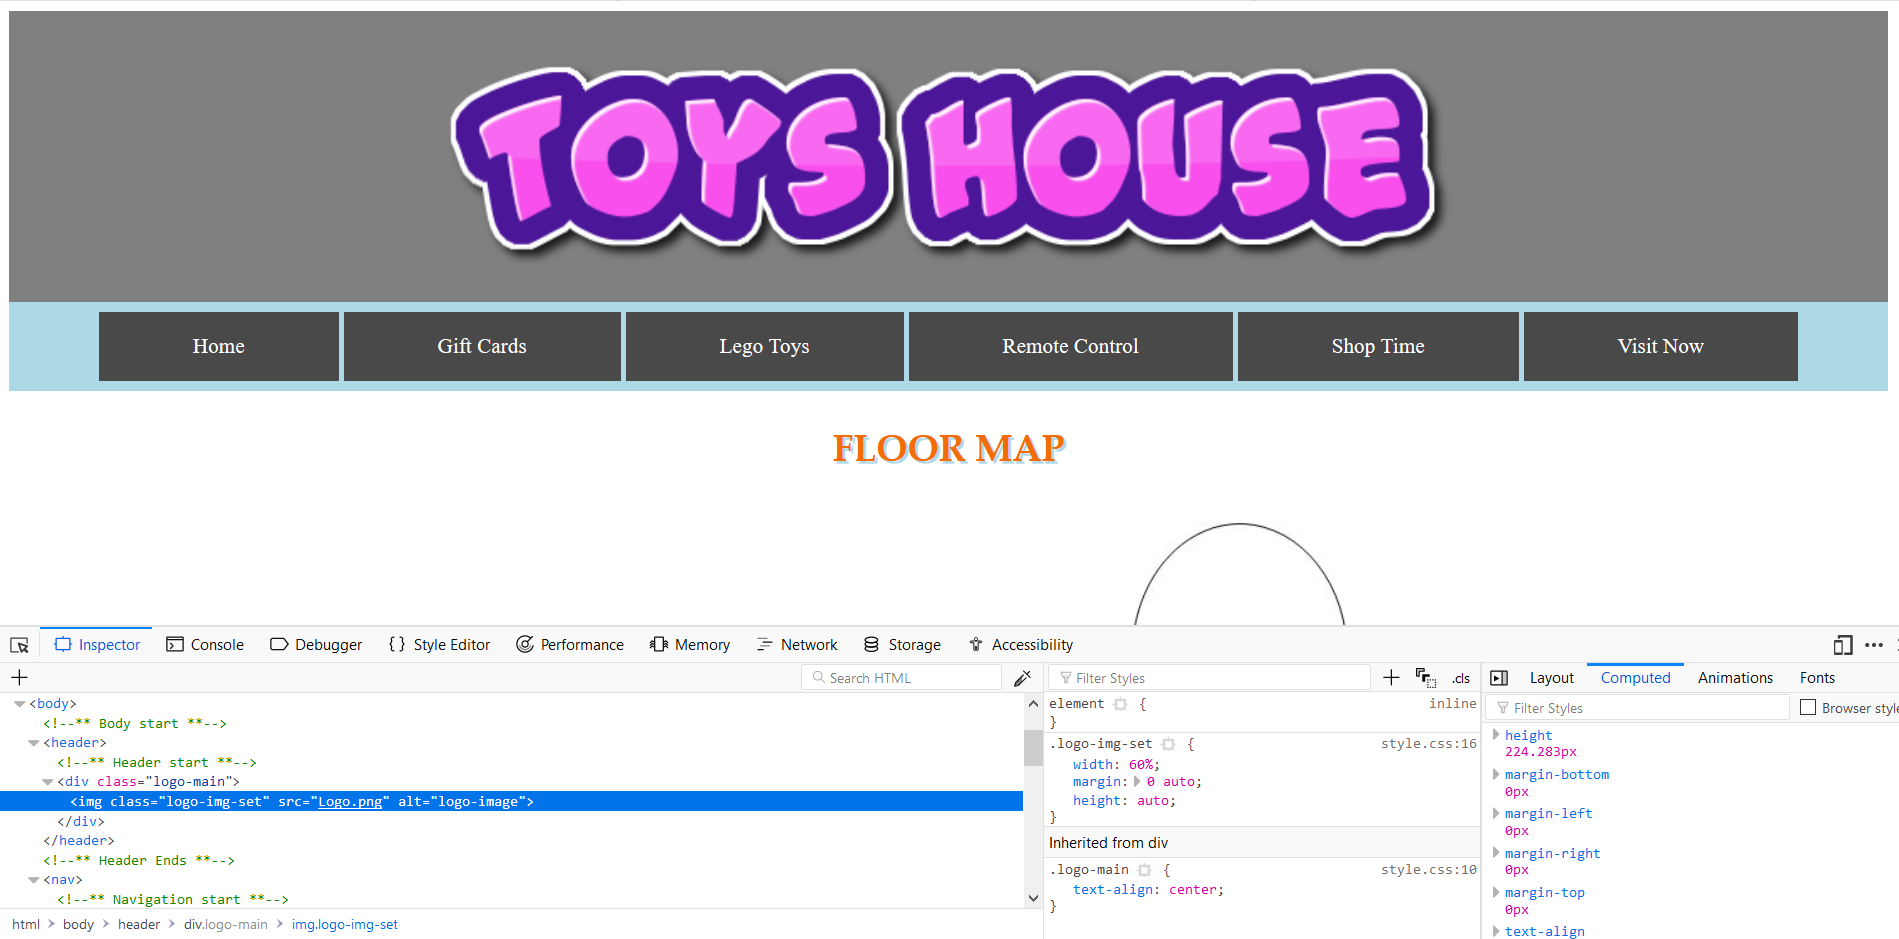 TOYS HOUSE
Home Gift Cards Lego Toys Remote Control Shop Time Visit Now
FLOOR MAP
Inspector Console Debugger { } Style Editor Performance Memory Network Storage Accessibility
+ Search HTML
<body>
<!--** Body start **-->
<header>
<!--** Header start **-->
<div class="logo-main">
<img class="logo-img-set" src="Logo.png" alt="logo-image">
</div>
</header>
<!--** Header Ends **-->
<nav>
<!--** Navigation start **-->
html > body > header > div.logo-main > img.logo-img-set
Filter Styles + .cls
element { inline
}
.logo-img-set { style.css:16
width: 60%;
margin: 0 auto;
height: auto;
}
Inherited from div
.logo-main { style.css:10
text-align: center;
}
Layout Computed Animations Fonts
Filter Styles Browser style
height
224.283px
margin-bottom
0px
margin-left
0px
margin-right
0px
margin-top
0px
text-align